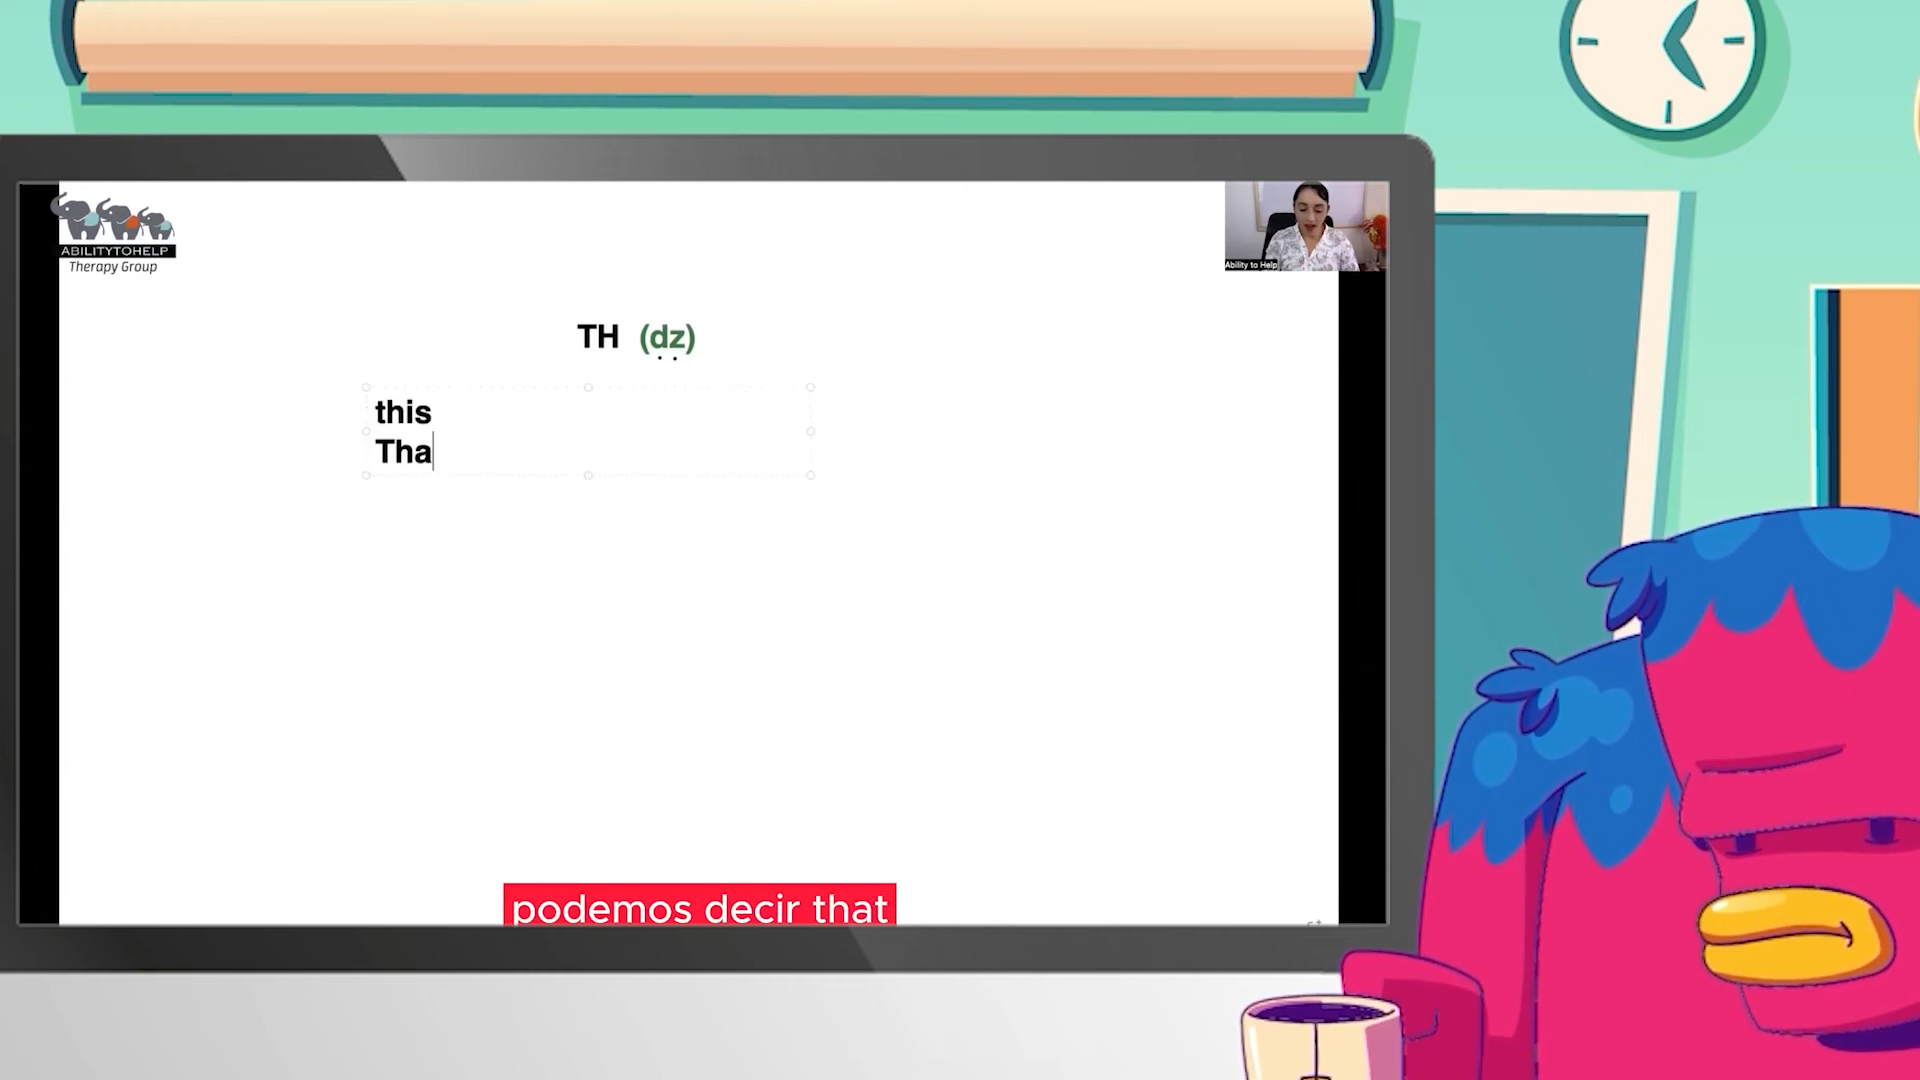 ABILITYTOHELP
Therapy Group
Ability to Help
TH (dz)
this
Tha
podemos decir that